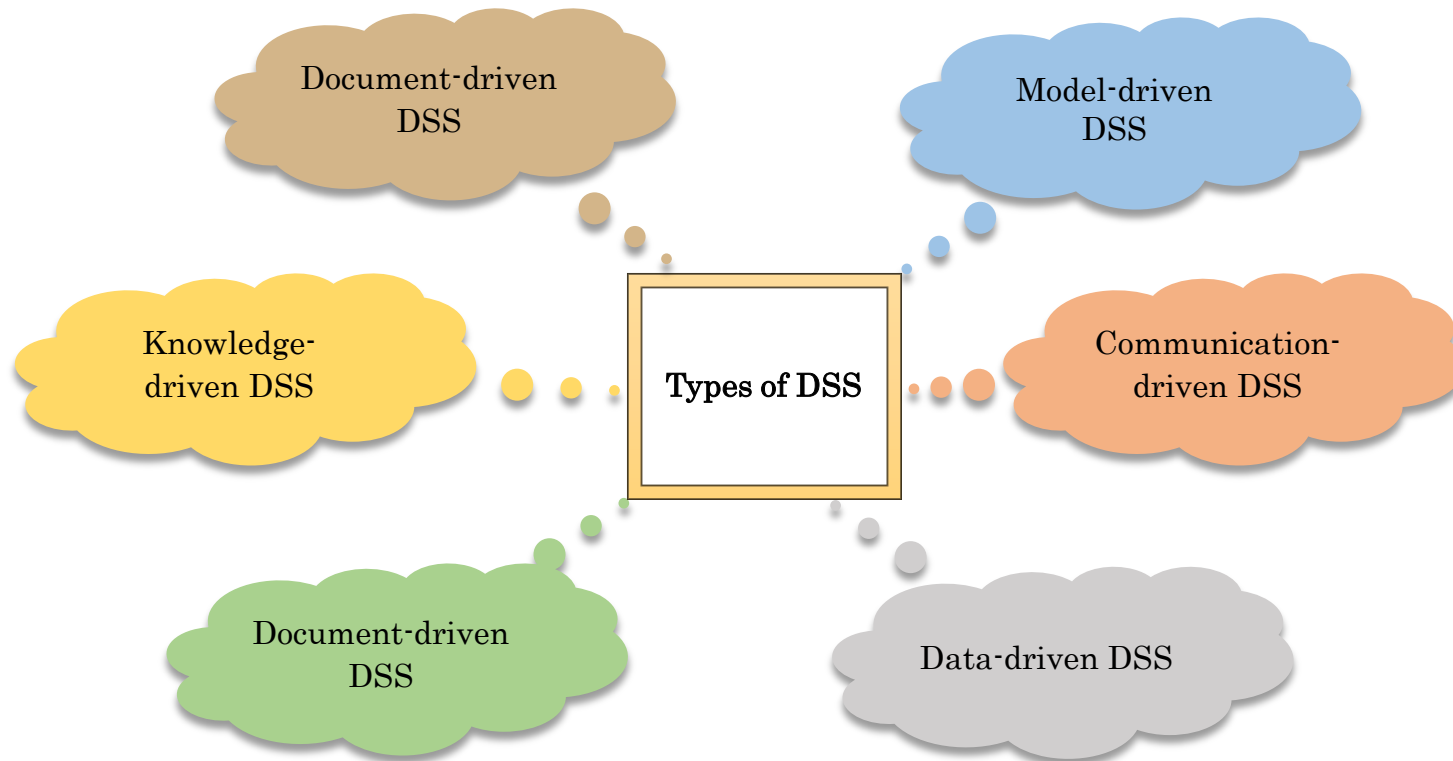 Document-driven
DSS
Model-driven
DSS
Knowledge-
driven DSS
Types of DSS
Communication-
driven DSS
Document-driven
DSS
Data-driven DSS